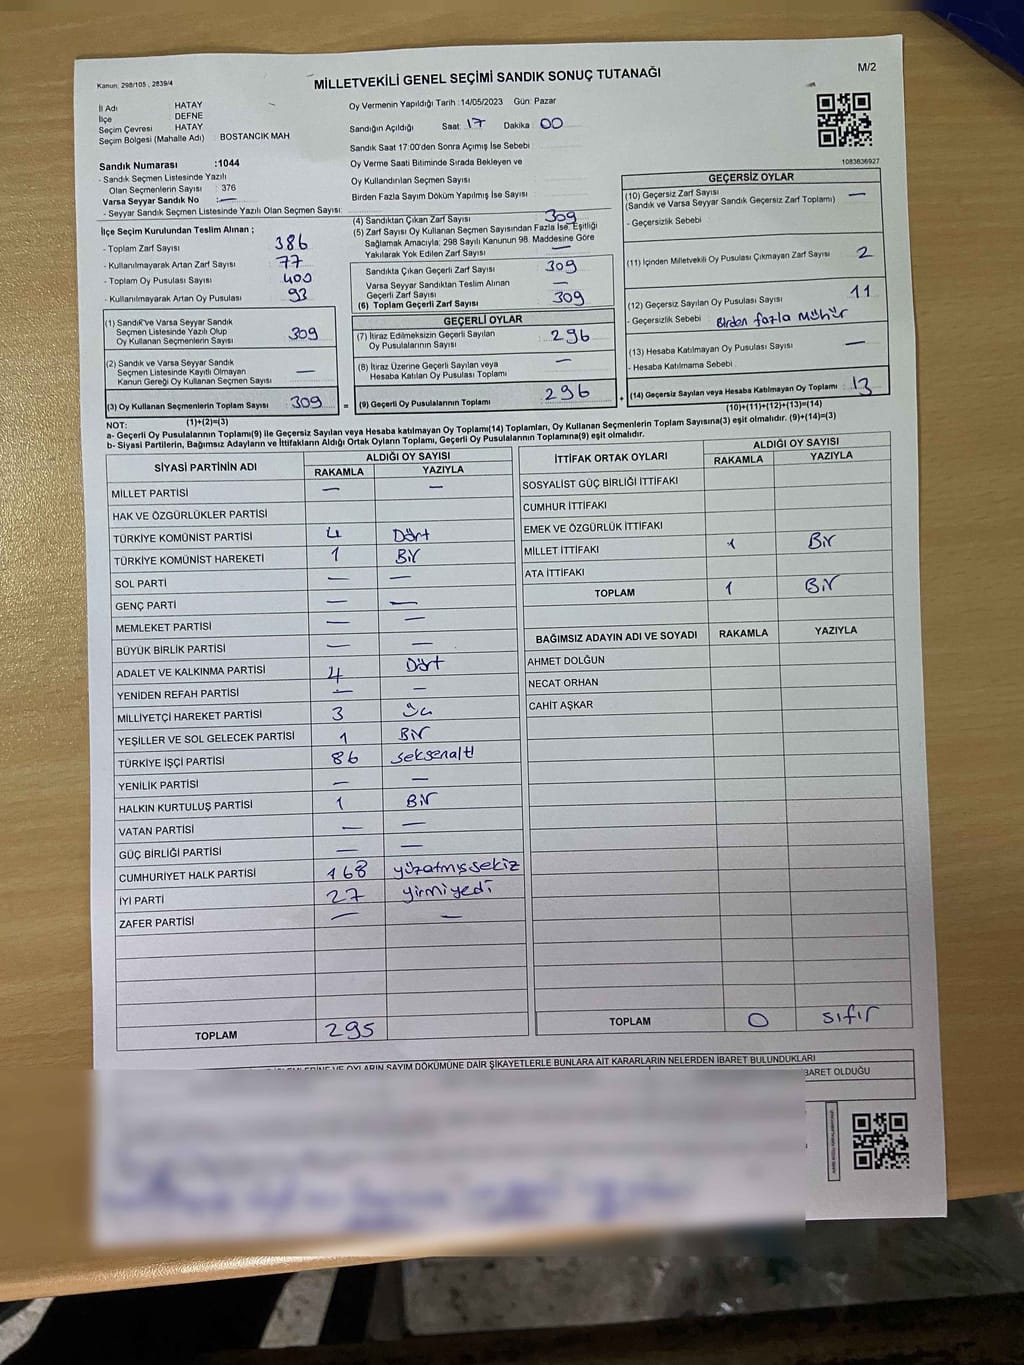 Kanun: 298/105 , 2839/4
MİLLETVEKİLİ GENEL SEÇİMİ SANDIK SONUÇ TUTANAĞI
M/2
İl Adı HATAY
İlçe DEFNE
Seçim Çevresi HATAY
Seçim Bölgesi (Mahalle Adı) BOSTANCIK MAH
Sandık Numarası :1044
- Sandık Seçmen Listesinde Yazılı
Olan Seçmenlerin Sayısı : 376
Varsa Seyyar Sandık No : —
- Seyyar Sandık Seçmen Listesinde Yazılı Olan Seçmen Sayısı:
İlçe Seçim Kurulundan Teslim Alınan ;
- Toplam Zarf Sayısı 386
- Kullanılmayarak Artan Zarf Sayısı 77
- Toplam Oy Pusulası Sayısı 400
- Kullanılmayarak Artan Oy Pusulası 93
(1) Sandık ve Varsa Seyyar Sandık
Seçmen Listesinde Yazılı Olup
Oy Kullanan Seçmenlerin Sayısı 309
(2) Sandık ve Varsa Seyyar Sandık
Seçmen Listesinde Kayıtlı Olmayan
Kanun Gereği Oy Kullanan Seçmen Sayısı —
(3) Oy Kullanan Seçmenlerin Toplam Sayısı 309
(1)+(2)=(3)
Oy Vermenin Yapıldığı Tarih :14/05/2023 Gün: Pazar
Sandığın Açıldığı Saat: 17 Dakika 00
Sandık Saat 17:00'den Sonra Açımış İse Sebebi
Oy Verme Saati Bitiminde Sırada Bekleyen ve
Oy Kullandırılan Seçmen Sayısı
Birden Fazla Sayım Döküm Yapılmış İse Sayısı
(4) Sandıktan Çıkan Zarf Sayısı 309
(5) Zarf Sayısı Oy Kullanan Seçmen Sayısından Fazla İse, Eşitliği
Sağlamak Amacıyla, 298 Sayılı Kanunun 98. Maddesine Göre
Yakılarak Yok Edilen Zarf Sayısı —
Sandıkta Çıkan Geçerli Zarf Sayısı 309
Varsa Seyyar Sandıktan Teslim Alınan
Geçerli Zarf Sayısı —
(6) Toplam Geçerli Zarf Sayısı 309
GEÇERLİ OYLAR
(7) İtiraz Edilmeksizin Geçerli Sayılan
Oy Pusulalarının Sayısı 296
(8) İtiraz Üzerine Geçerli Sayılan veya
Hesaba Katılan Oy Pusulası Toplamı —
= (9) Geçerli Oy Pusulalarının Toplamı 296
1083636927
GEÇERSİZ OYLAR
(10) Geçersiz Zarf Sayısı —
(Sandık ve Varsa Seyyar Sandık Geçersiz Zarf Toplamı)
- Geçersizlik Sebebi
(11) İçinden Milletvekili Oy Pusulası Çıkmayan Zarf Sayısı 2
(12) Geçersiz Sayılan Oy Pusulası Sayısı 11
- Geçersizlik Sebebi Birden fazla Mühür
(13) Hesaba Katılmayan Oy Pusulası Sayısı —
- Hesaba Katılmama Sebebi
+ (14) Geçersiz Sayılan veya Hesaba Katılmayan Oy Toplamı 13
(10)+(11)+(12)+(13)=(14)
NOT:
a- Geçerli Oy Pusulalarının Toplamı(9) ile Geçersiz Sayılan veya Hesaba katılmayan Oy Toplamı(14) Toplamları, Oy Kullanan Seçmenlerin Toplam Sayısına(3) eşit olmalıdır. (9)+(14)=(3)
b- Siyasi Partilerin, Bağımsız Adayların ve İttifakların Aldığı Ortak Oyların Toplamı, Geçerli Oy Pusulalarının Toplamına(9) eşit olmalıdır.
SİYASİ PARTİNİN ADI ALDIĞI OY SAYISI
RAKAMLA YAZIYLA
MİLLET PARTİSİ — —
HAK VE ÖZGÜRLÜKLER PARTİSİ
TÜRKİYE KOMÜNİST PARTİSİ 4 Dört
TÜRKİYE KOMÜNİST HAREKETİ 1 Bir
SOL PARTİ — —
GENÇ PARTİ — —
MEMLEKET PARTİSİ — —
BÜYÜK BİRLİK PARTİSİ — —
ADALET VE KALKINMA PARTİSİ 4 Dört
YENİDEN REFAH PARTİSİ — —
MİLLİYETÇİ HAREKET PARTİSİ 3 üç
YEŞİLLER VE SOL GELECEK PARTİSİ 1 Bir
TÜRKİYE İŞÇİ PARTİSİ 86 seksenaltı
YENİLİK PARTİSİ — —
HALKIN KURTULUŞ PARTİSİ 1 Bir
VATAN PARTİSİ — —
GÜÇ BİRLİĞİ PARTİSİ — —
CUMHURİYET HALK PARTİSİ 168 yüzatmışsekiz
İYİ PARTİ 27 yirmiyedi
ZAFER PARTİSİ — —
TOPLAM 295
İTTİFAK ORTAK OYLARI ALDIĞI OY SAYISI
RAKAMLA YAZIYLA
SOSYALİST GÜÇ BİRLİĞİ İTTİFAKI
CUMHUR İTTİFAKI
EMEK VE ÖZGÜRLÜK İTTİFAKI
MİLLET İTTİFAKI 1 Bir
ATA İTTİFAKI
TOPLAM 1 Bir
BAĞIMSIZ ADAYIN ADI VE SOYADI RAKAMLA YAZIYLA
AHMET DOLĞUN
NECAT ORHAN
CAHİT AŞKAR
TOPLAM 0 sıfır
VE OYLARIN SAYIM DÖKÜMÜNE DAİR ŞİKAYETLERLE BUNLARA AİT KARARLARIN NELERDEN İBARET BULUNDUKLARI
BARET OLDUĞU